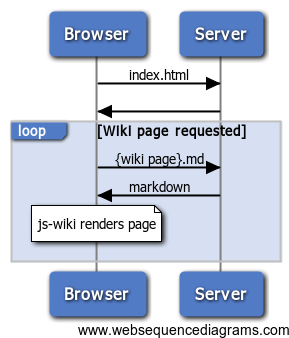 Browser Server
index.html
loop [Wiki page requested]
{wiki page}.md
markdown
js-wiki renders page
Browser Server
www.websequencediagrams.com